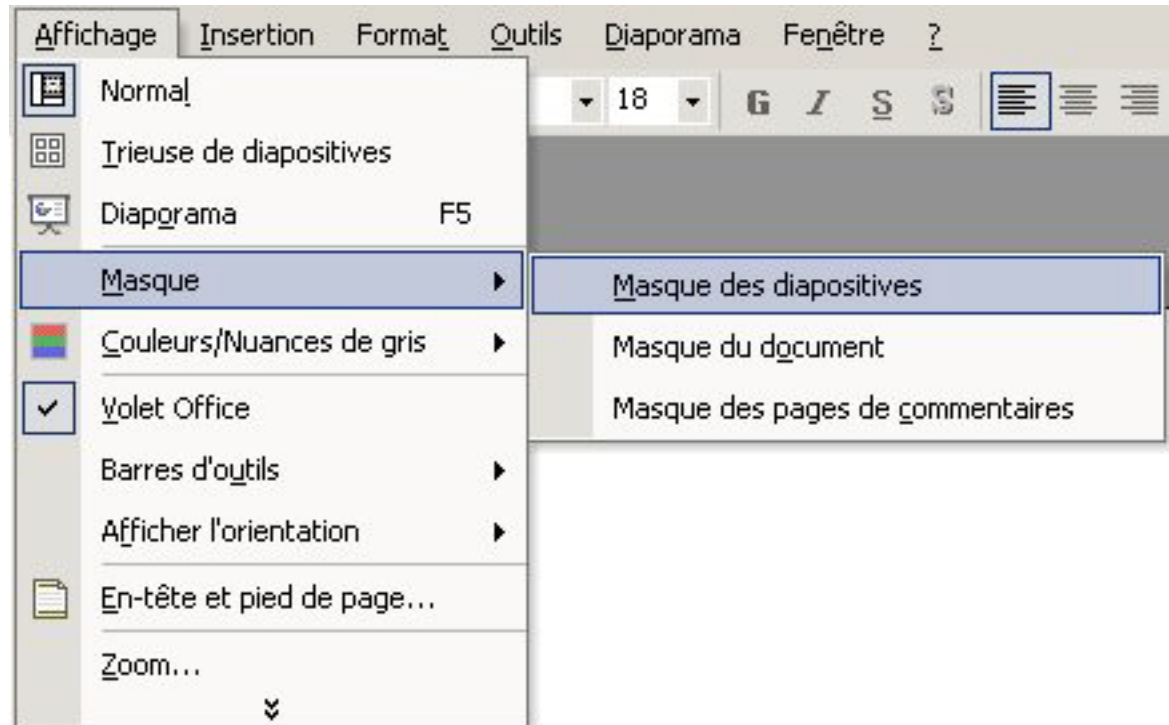 Affichage Insertion Format Outils Diaporama Fenêtre ?
18 G I S S
Normal
Trieuse de diapositives
Diaporama F5
Masque
Couleurs/Nuances de gris
Volet Office
Barres d'outils
Afficher l'orientation
En-tête et pied de page...
Zoom...
Masque des diapositives
Masque du document
Masque des pages de commentaires